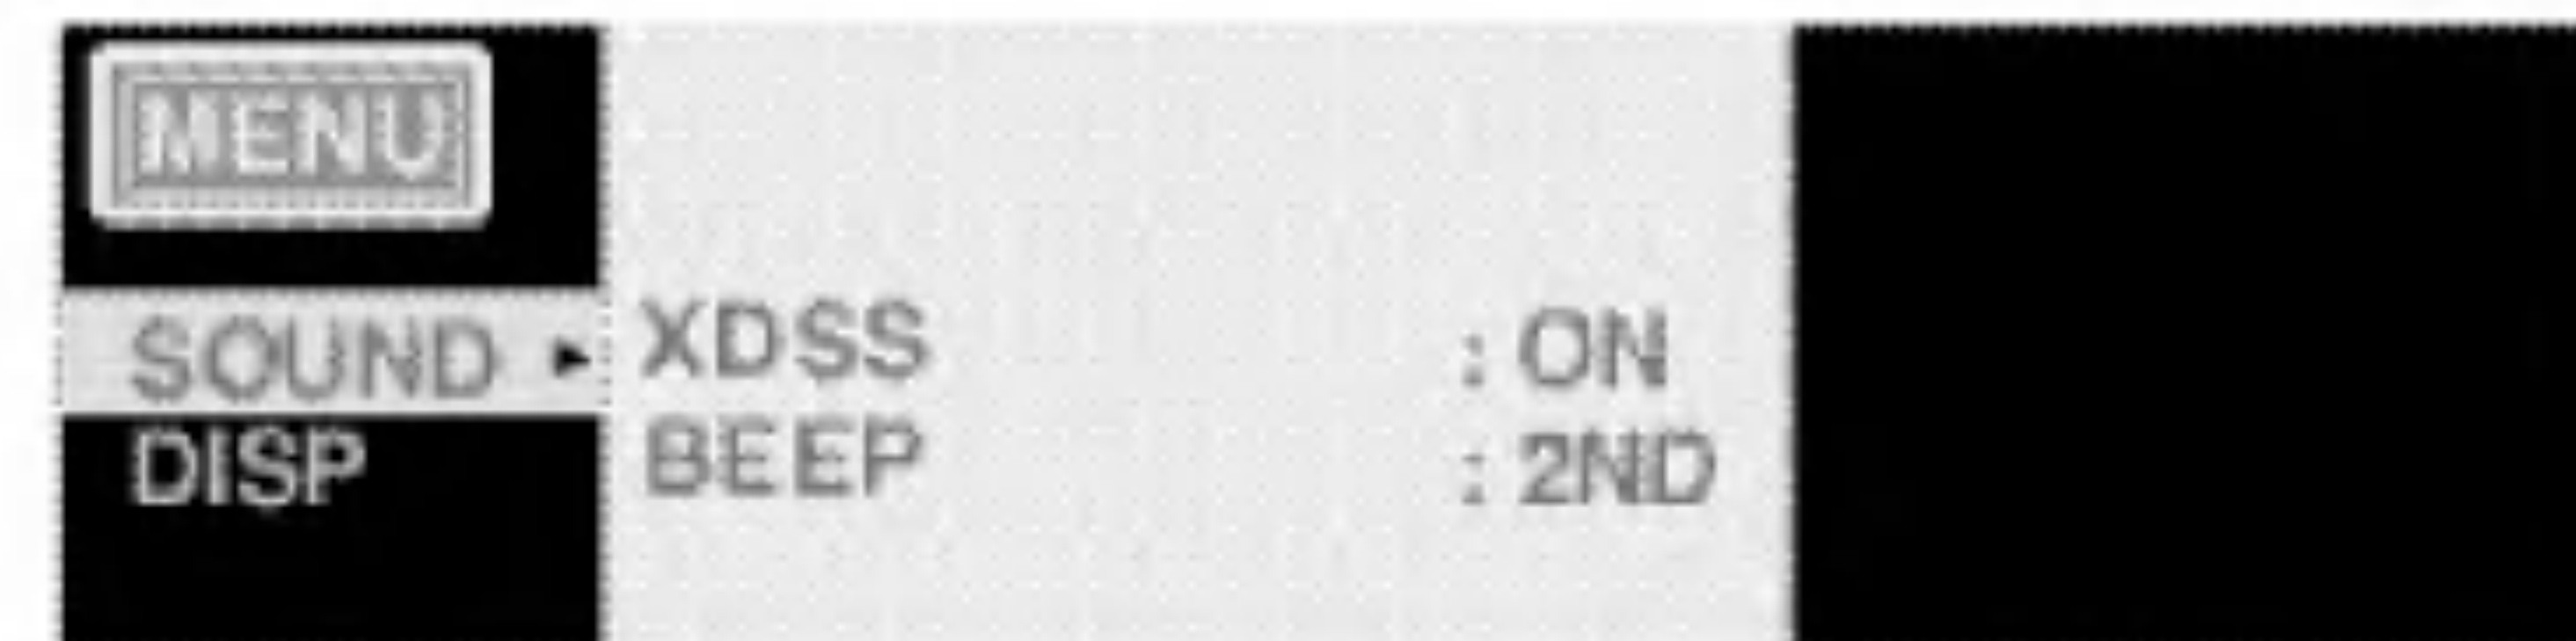 MENU
SOUND ▸ XDSS : ON
DISP BEEP : 2ND